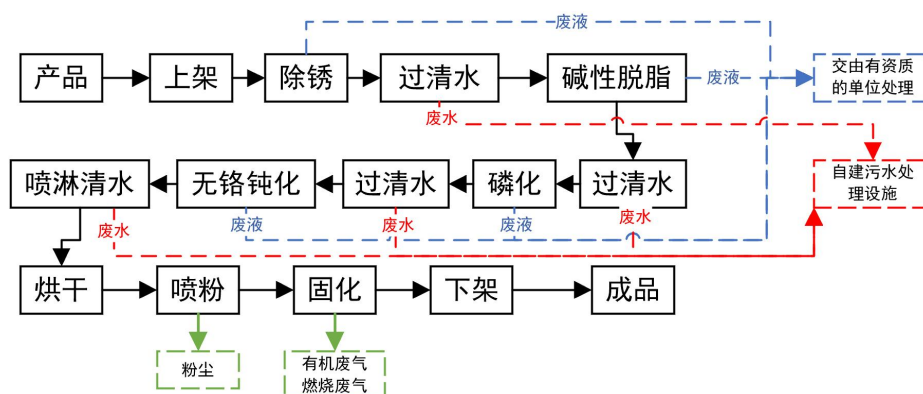 废液
产品
上架
除锈
过清水
碱性脱脂
废液
交由有资质
的单位处理
废水
喷淋清水
无铬钝化
过清水
磷化
过清水
自建污水处
理设施
废水
废液
废水
废液
废水
烘干
喷粉
固化
下架
成品
粉尘
有机废气
燃烧废气